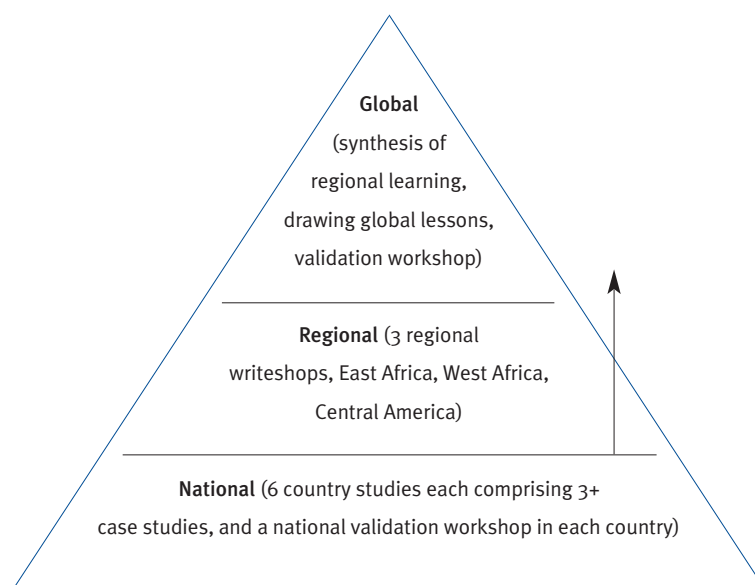 Global
(synthesis of
regional learning,
drawing global lessons,
validation workshop)
Regional (3 regional
writeshops, East Africa, West Africa,
Central America)
National (6 country studies each comprising 3+
case studies, and a national validation workshop in each country)